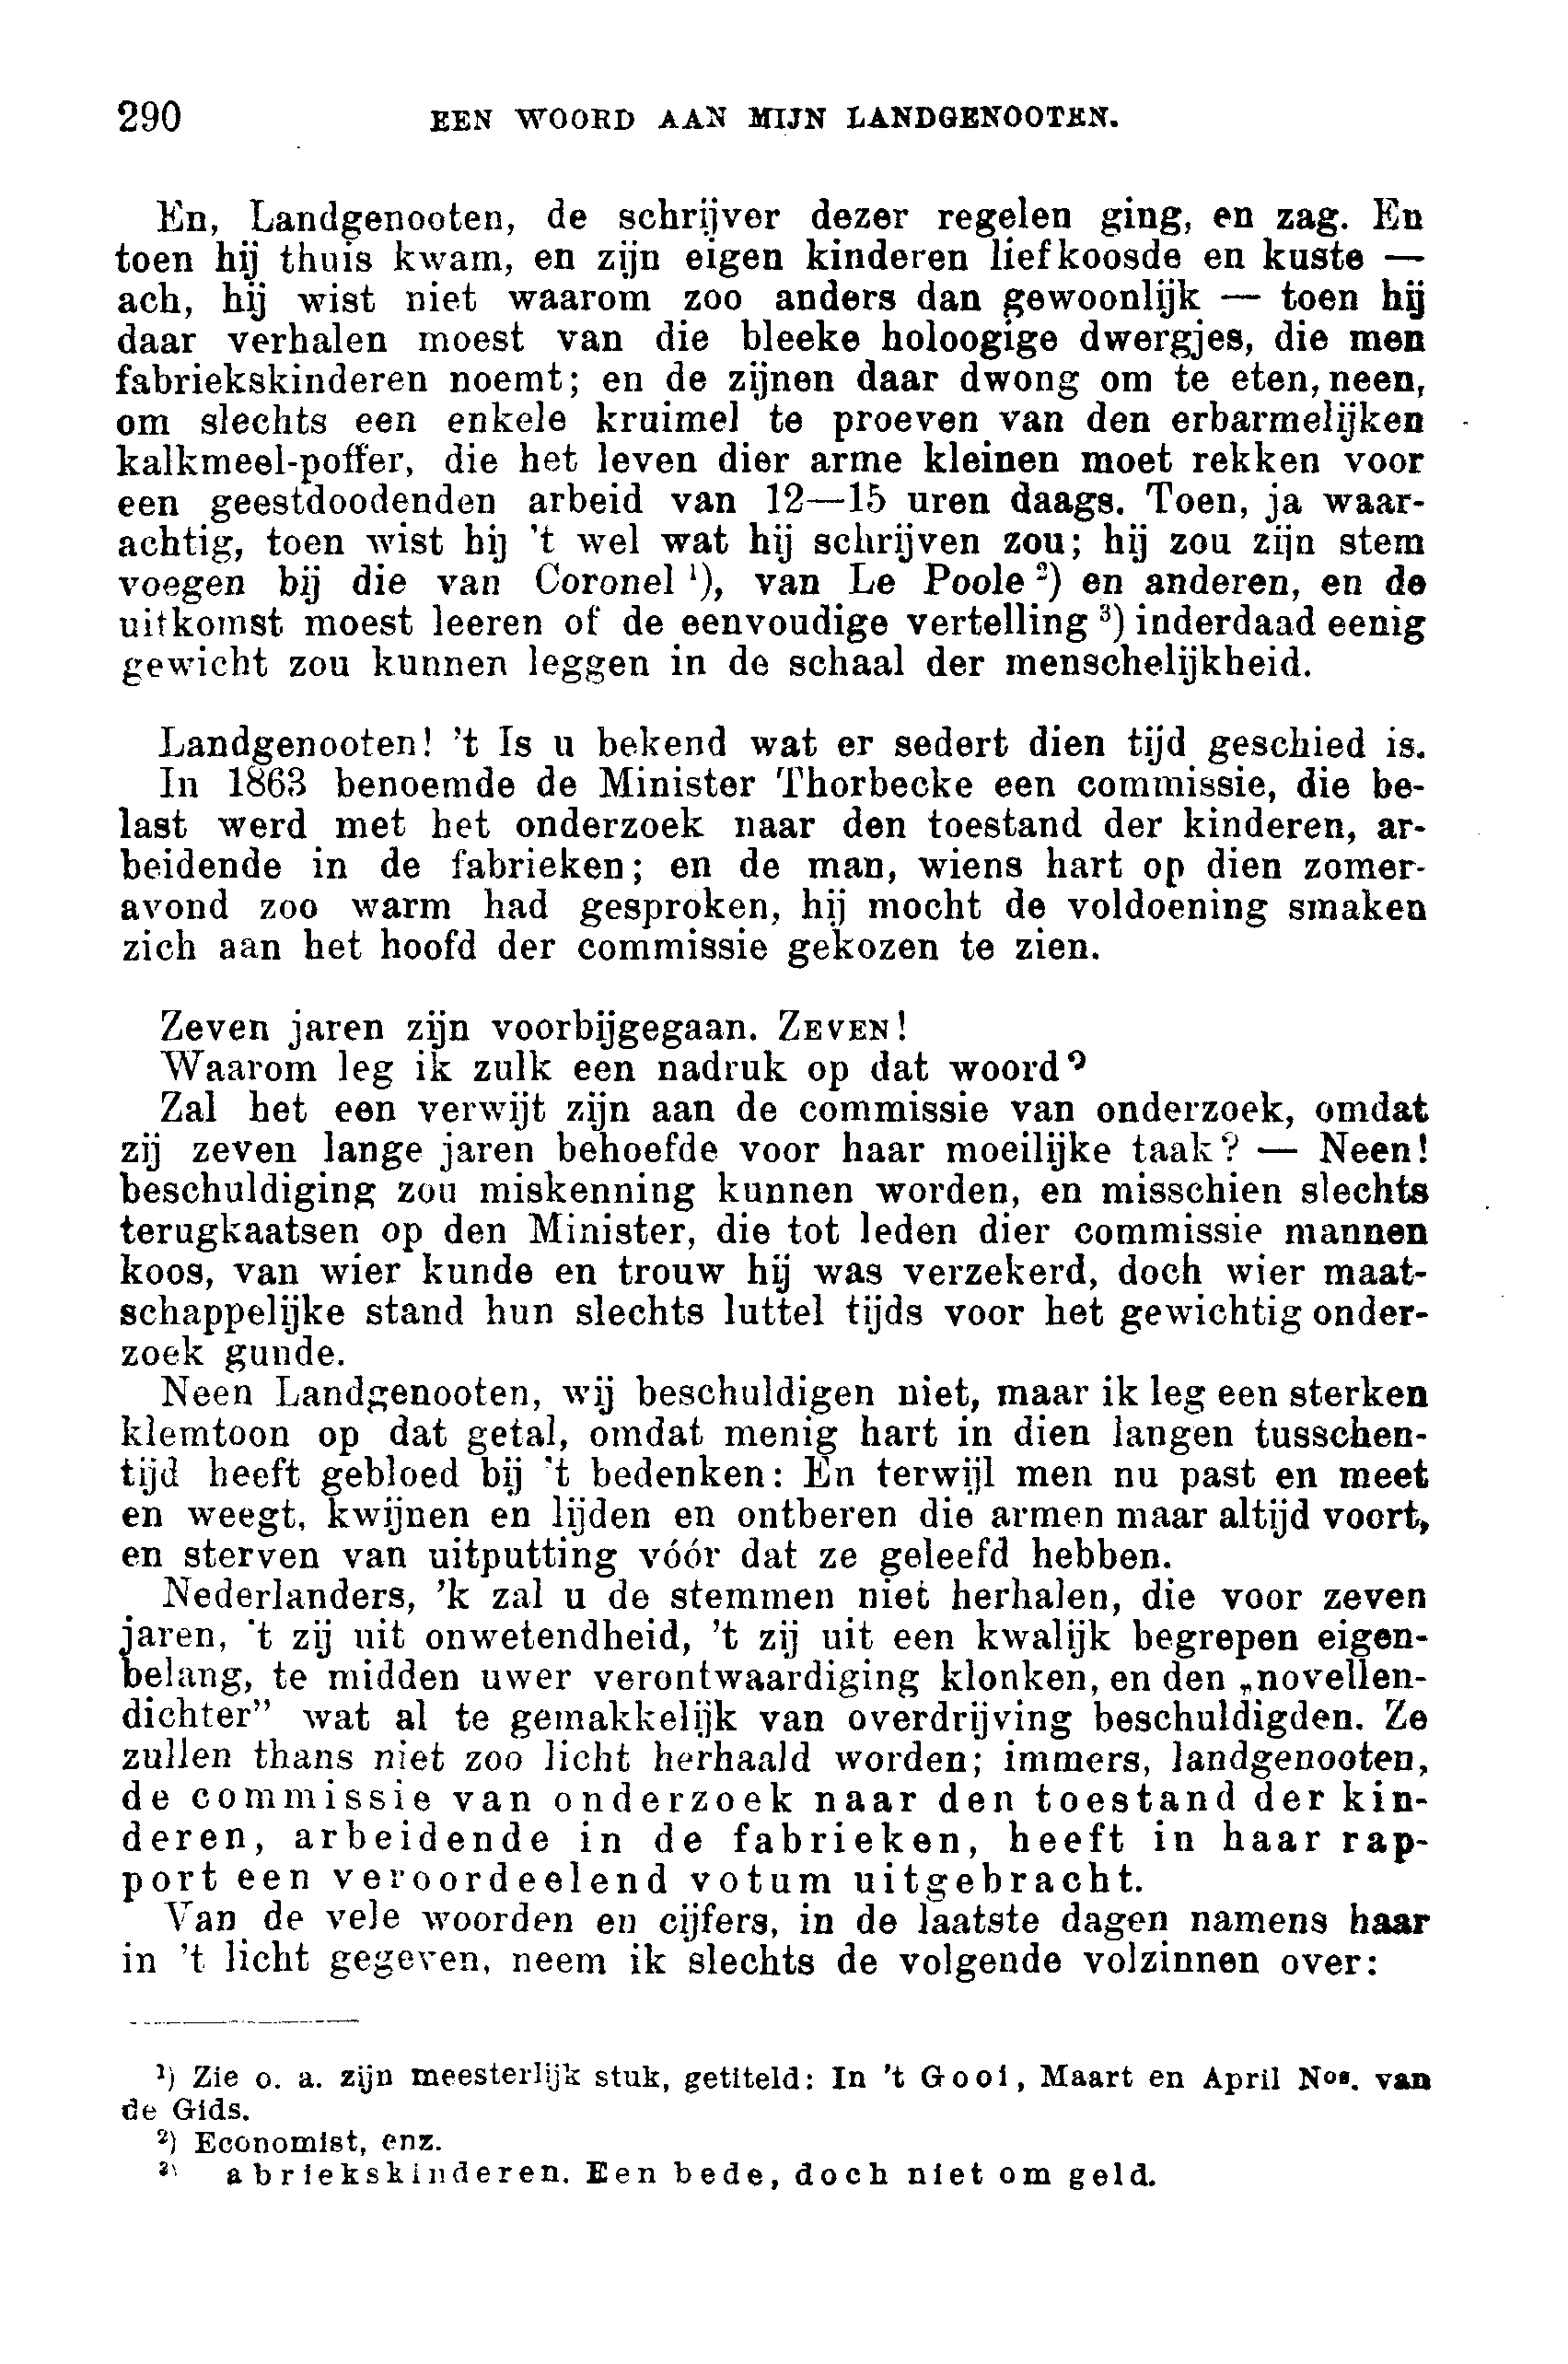 290 EEN WOORD AAN MIJN LANDGENOOTEN.
En, Landgenooten, de schrijver dezer regelen ging, en zag. En
toen hij thuis kwam, en zijn eigen kinderen liefkoosde en kuste —
ach, hij wist niet waarom zoo anders dan gewoonlijk — toen hij
daar verhalen moest van die bleeke holoogige dwergjes, die men
fabriekskinderen noemt; en de zijnen daar dwong om te eten, neen,
om slechts een enkele kruimel te proeven van den erbarmelijken
kalkmeel-poffer, die het leven dier arme kleinen moet rekken voor
een geestdoodenden arbeid van 12—15 uren daags. Toen, ja waar-
achtig, toen wist hij 't wel wat hij schrijven zou; hij zou zijn stem
voegen bij die van Coronel ¹), van Le Poole ²) en anderen, en de
uitkomst moest leeren of de eenvoudige vertelling ³) inderdaad eenig
gewicht zou kunnen leggen in de schaal der menschelijkheid.
Landgenooten! 't Is u bekend wat er sedert dien tijd geschied is.
In 1863 benoemde de Minister Thorbecke een commissie, die be-
last werd met het onderzoek naar den toestand der kinderen, ar-
beidende in de fabrieken; en de man, wiens hart op dien zomer-
avond zoo warm had gesproken, hij mocht de voldoening smaken
zich aan het hoofd der commissie gekozen te zien.
Zeven jaren zijn voorbijgegaan. ZEVEN!
Waarom leg ik zulk een nadruk op dat woord?
Zal het een verwijt zijn aan de commissie van onderzoek, omdat
zij zeven lange jaren behoefde voor haar moeilijke taak? — Neen!
beschuldiging zou miskenning kunnen worden, en misschien slechts
terugkaatsen op den Minister, die tot leden dier commissie mannen
koos, van wier kunde en trouw hij was verzekerd, doch wier maat-
schappelijke stand hun slechts luttel tijds voor het gewichtig onder-
zoek gunde.
Neen Landgenooten, wij beschuldigen niet, maar ik leg een sterken
klemtoon op dat getal, omdat menig hart in dien langen tusschen-
tijd heeft gebloed bij 't bedenken: En terwijl men nu past en meet
en weegt, kwijnen en lijden en ontberen die armen maar altijd voort,
en sterven van uitputting vóór dat ze geleefd hebben.
Nederlanders, 'k zal u de stemmen niet herhalen, die voor zeven
jaren, 't zij uit onwetendheid, 't zij uit een kwalijk begrepen eigen-
belang, te midden uwer verontwaardiging klonken, en den „novellen-
dichter” wat al te gemakkelijk van overdrijving beschuldigden. Ze
zullen thans niet zoo licht herhaald worden; immers, landgenooten,
de commissie van onderzoek naar den toestand der kin-
deren, arbeidende in de fabrieken, heeft in haar rap-
port een veroordeelend votum uitgebracht.
Van de vele woorden en cijfers, in de laatste dagen namens haar
in 't licht gegeven, neem ik slechts de volgende volzinnen over:
¹) Zie o. a. zijn meesterlijk stuk, getiteld: In 't Gooi, Maart en April Nos. van
de Gids.
²) Economist, enz.
³) abriekskinderen. Een bede, doch niet om geld.